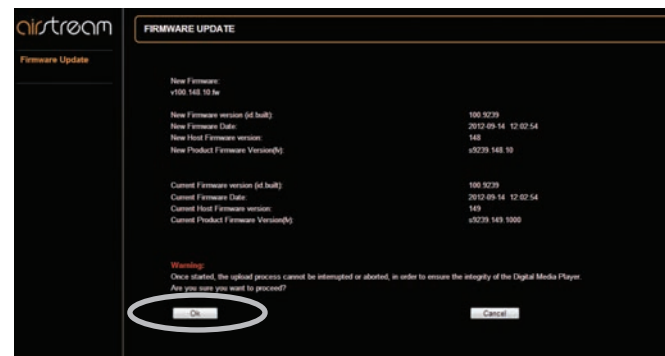 airstream
FIRMWARE UPDATE
Firmware Update
New Firmware:
v100.148.10.fw
New Firmware version (id.built): 100.9239
New Firmware Date: 2012-09-14 12:02:54
New Host Firmware version: 148
New Product Firmware Version(fv): s9239.148.10
Current Firmware version (id.built): 100.9239
Current Firmware Date: 2012-09-14 12:02:54
Current Host Firmware version: 149
Current Product Firmware Version(fv): s9239.149.1000
Warning:
Once started, the upload process cannot be interrupted or aborted, in order to ensure the integrity of the Digital Media Player.
Are you sure you want to proceed?
Ok Cancel